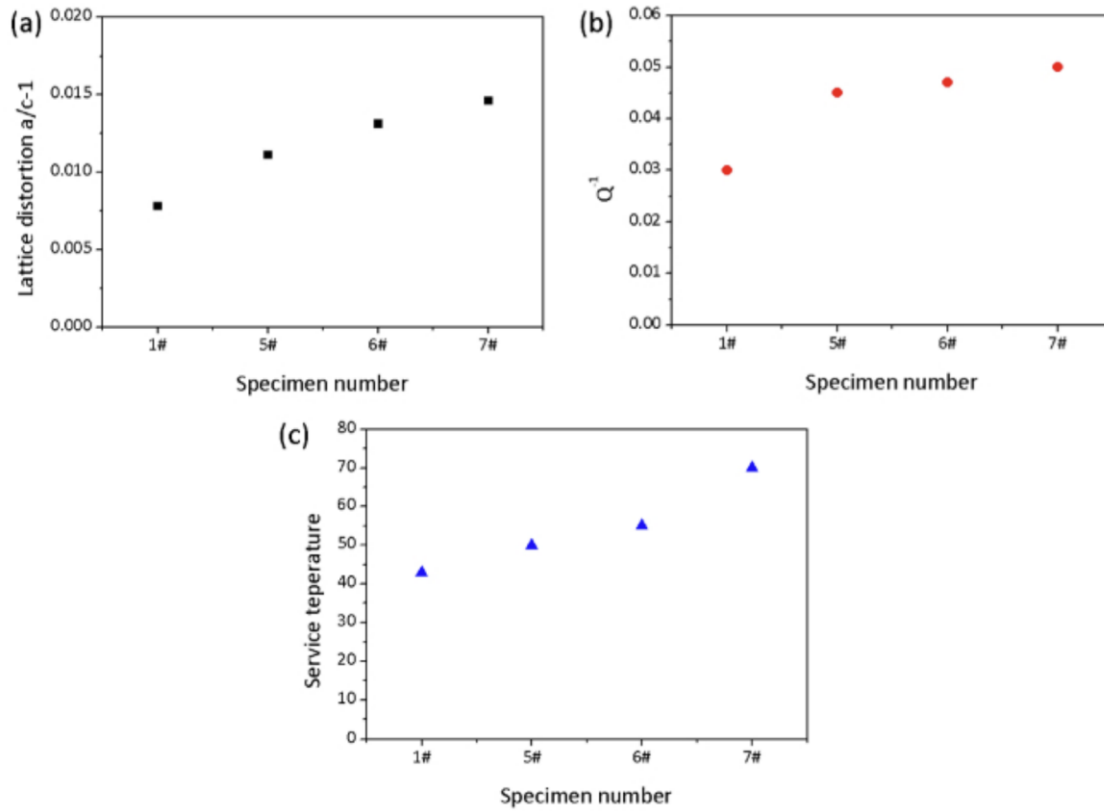 (a)
Lattice distortion a/c-1
0.020
0.015
0.010
0.005
0.000
1# 5# 6# 7#
Specimen number
(b)
Q⁻¹
0.06
0.05
0.04
0.03
0.02
0.01
0.00
1# 5# 6# 7#
Specimen number
(c)
Service teperature
80
70
60
50
40
30
20
10
0
1# 5# 6# 7#
Specimen number